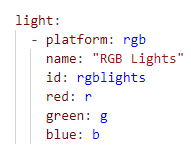 light:
  - platform: rgb
    name: "RGB Lights"
    id: rgblights
    red: r
    green: g
    blue: b